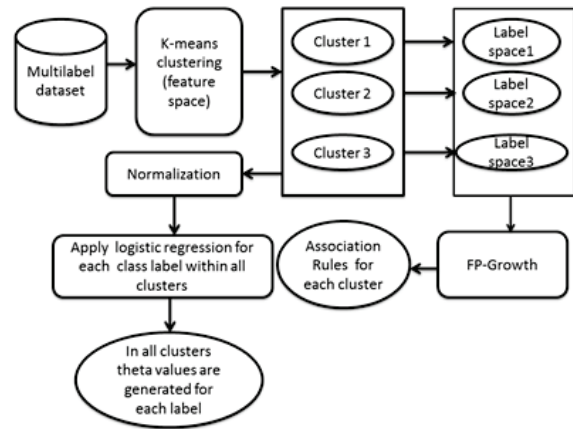 Multilabel
dataset
K-means
clustering
(feature
space)
Cluster 1
Cluster 2
Cluster 3
Label
space1
Label
space2
Label
space3
Normalization
Apply logistic regression for
each class label within all
clusters
Association
Rules for
each cluster
FP-Growth
In all clusters
theta values are
generated for
each label